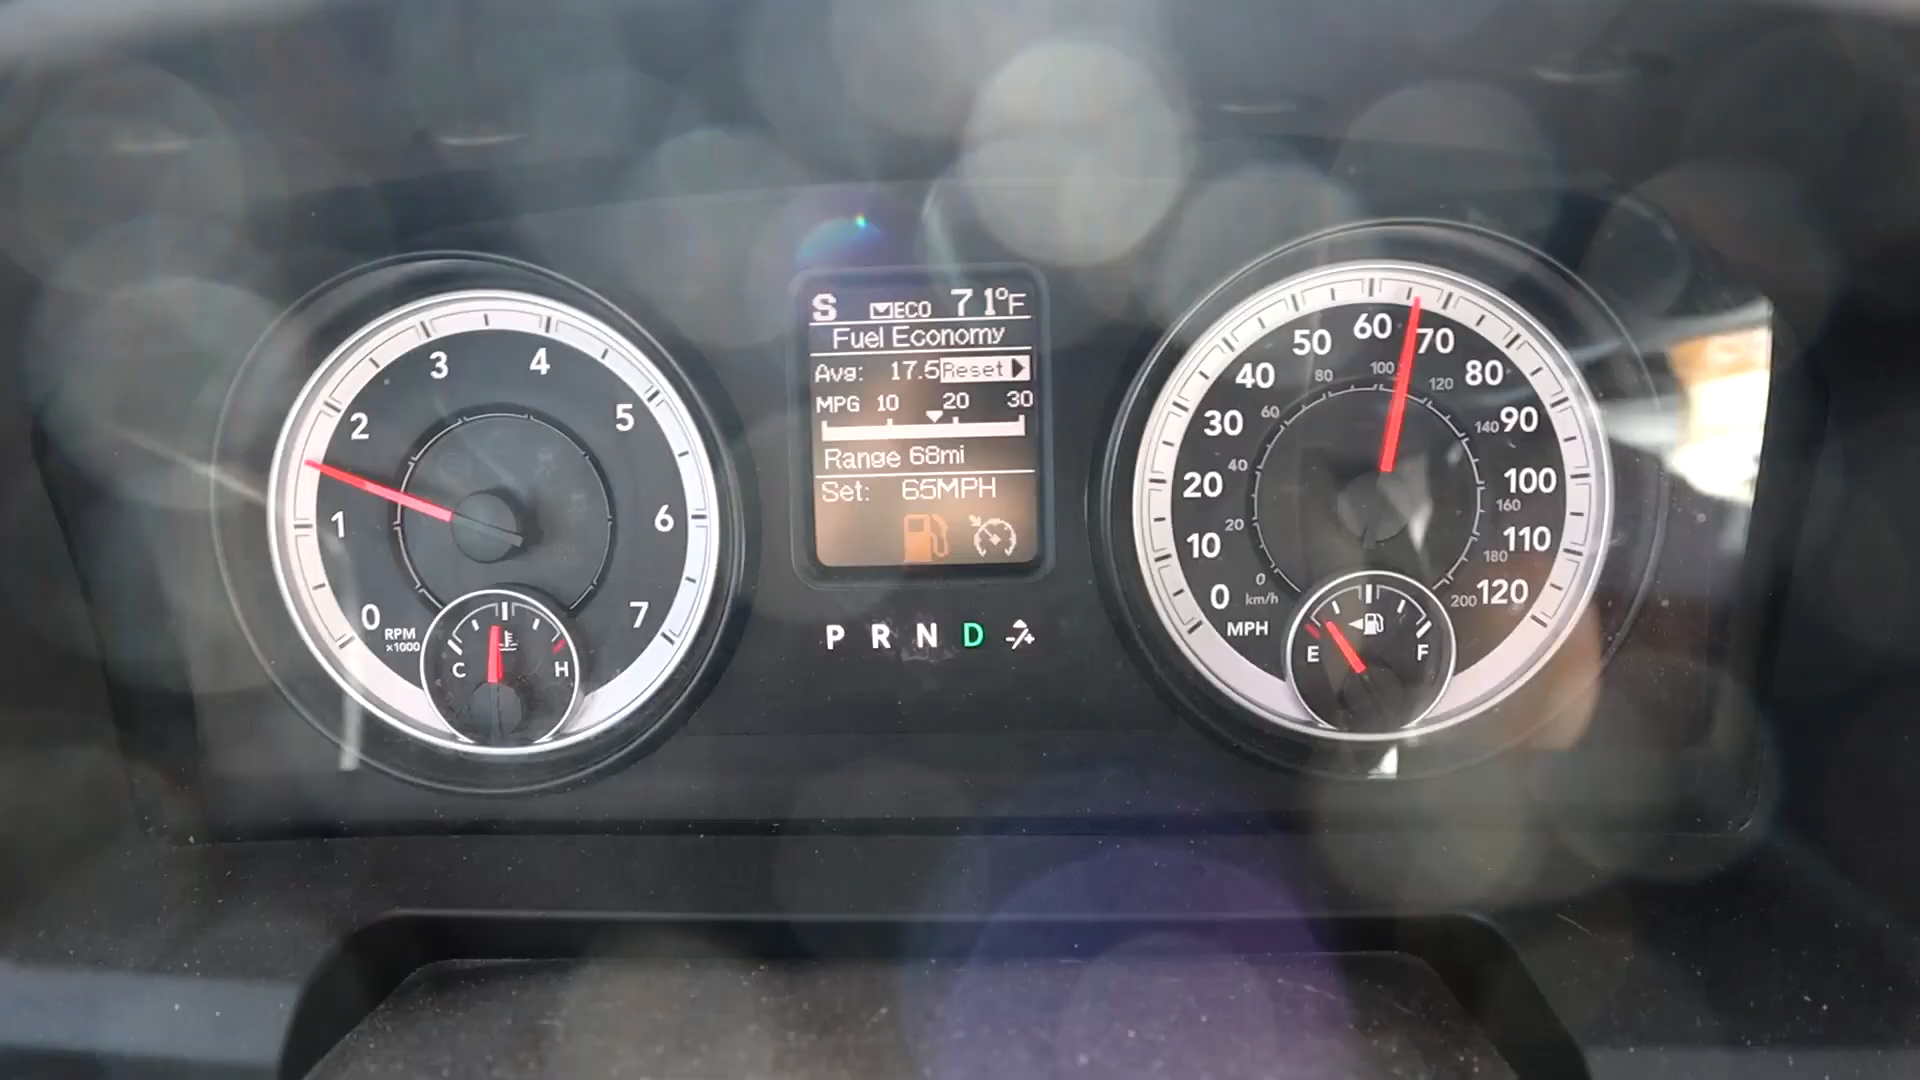 S ECO 71°F
Fuel Economy
Avg: 17.5 Reset
MPG 10 20 30
Range 68mi
Set: 65MPH
P R N D
0 1 2 3 4 5 6 7
RPM
×1000
C H
0 10 20 30 40 50 60 70 80 90 100 110 120
MPH
0 20 40 60 80 100 120 140 160 180 200
km/h
E F